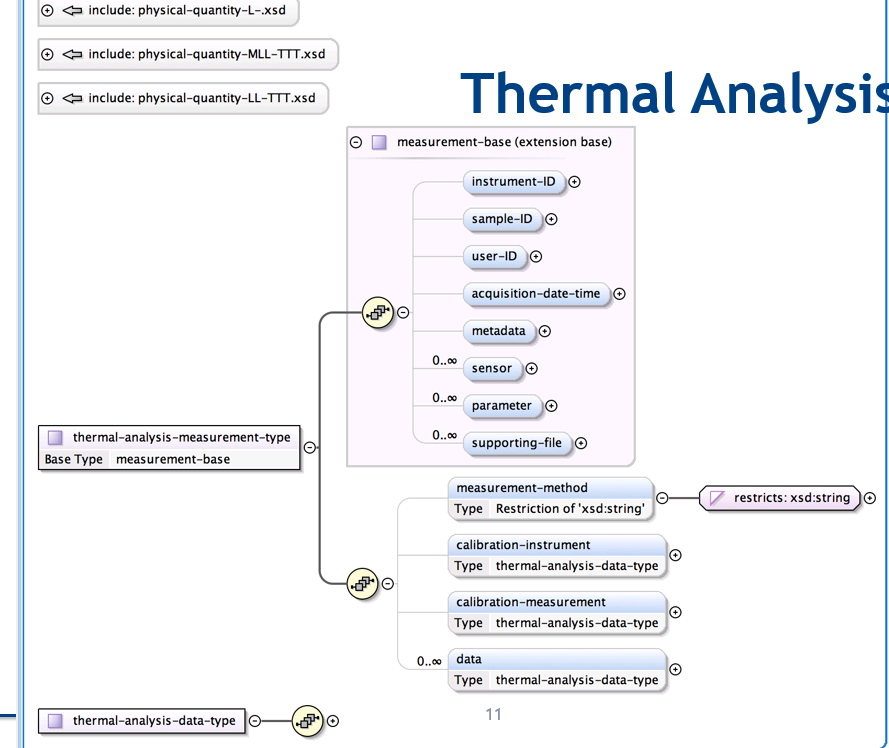 include: physical-quantity-L-.xsd
include: physical-quantity-MLL-TTT.xsd
include: physical-quantity-LL-TTT.xsd
Thermal Analysis
measurement-base (extension base)
instrument-ID
sample-ID
user-ID
acquisition-date-time
metadata
0..∞ sensor
0..∞ parameter
0..∞ supporting-file
thermal-analysis-measurement-type
Base Type measurement-base
measurement-method
Type Restriction of 'xsd:string'
restricts: xsd:string
calibration-instrument
Type thermal-analysis-data-type
calibration-measurement
Type thermal-analysis-data-type
0..∞ data
Type thermal-analysis-data-type
thermal-analysis-data-type
11